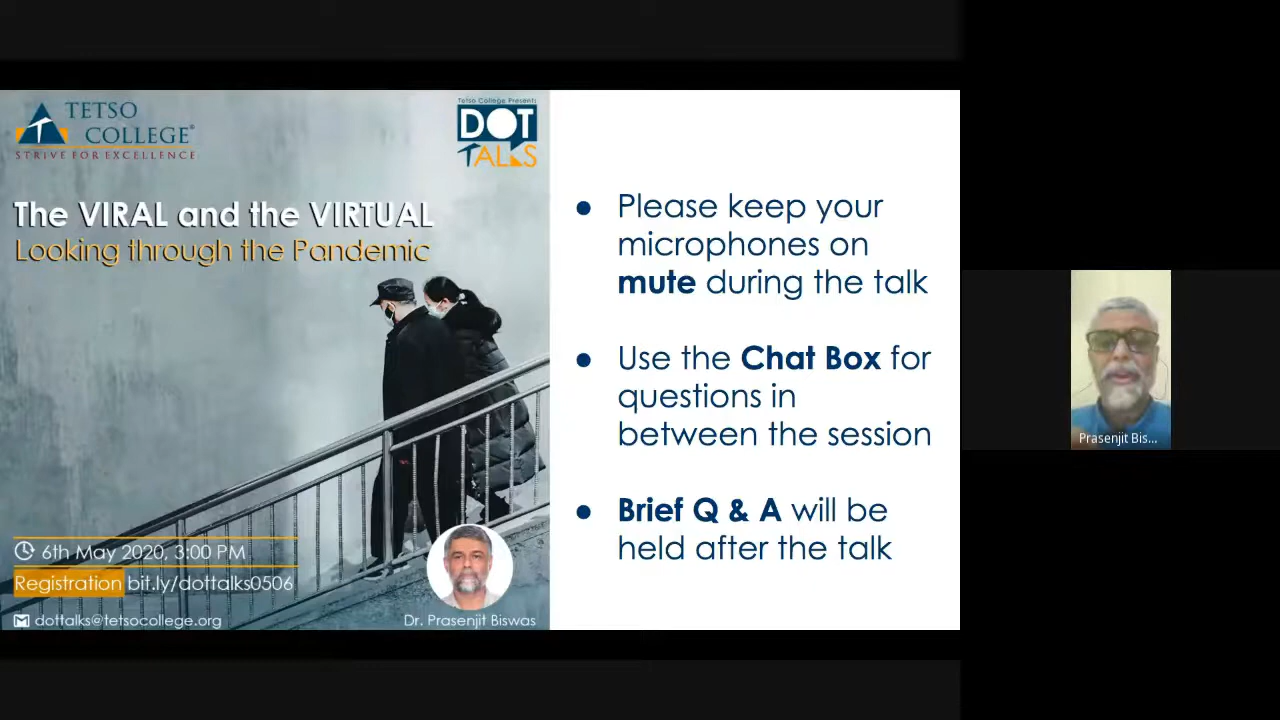 TETSO
COLLEGE
STRIVE FOR EXCELLENCE
Tetso College Presents
DOT
TALKS
The VIRAL and the VIRTUAL
Looking through the Pandemic
6th May 2020, 3:00 PM
Registration bit.ly/dottalks0506
dottalks@tetsocollege.org
Dr. Prasenjit Biswas
● Please keep your
microphones on
mute during the talk
● Use the Chat Box for
questions in
between the session
● Brief Q & A will be
held after the talk
Prasenjit Bis...